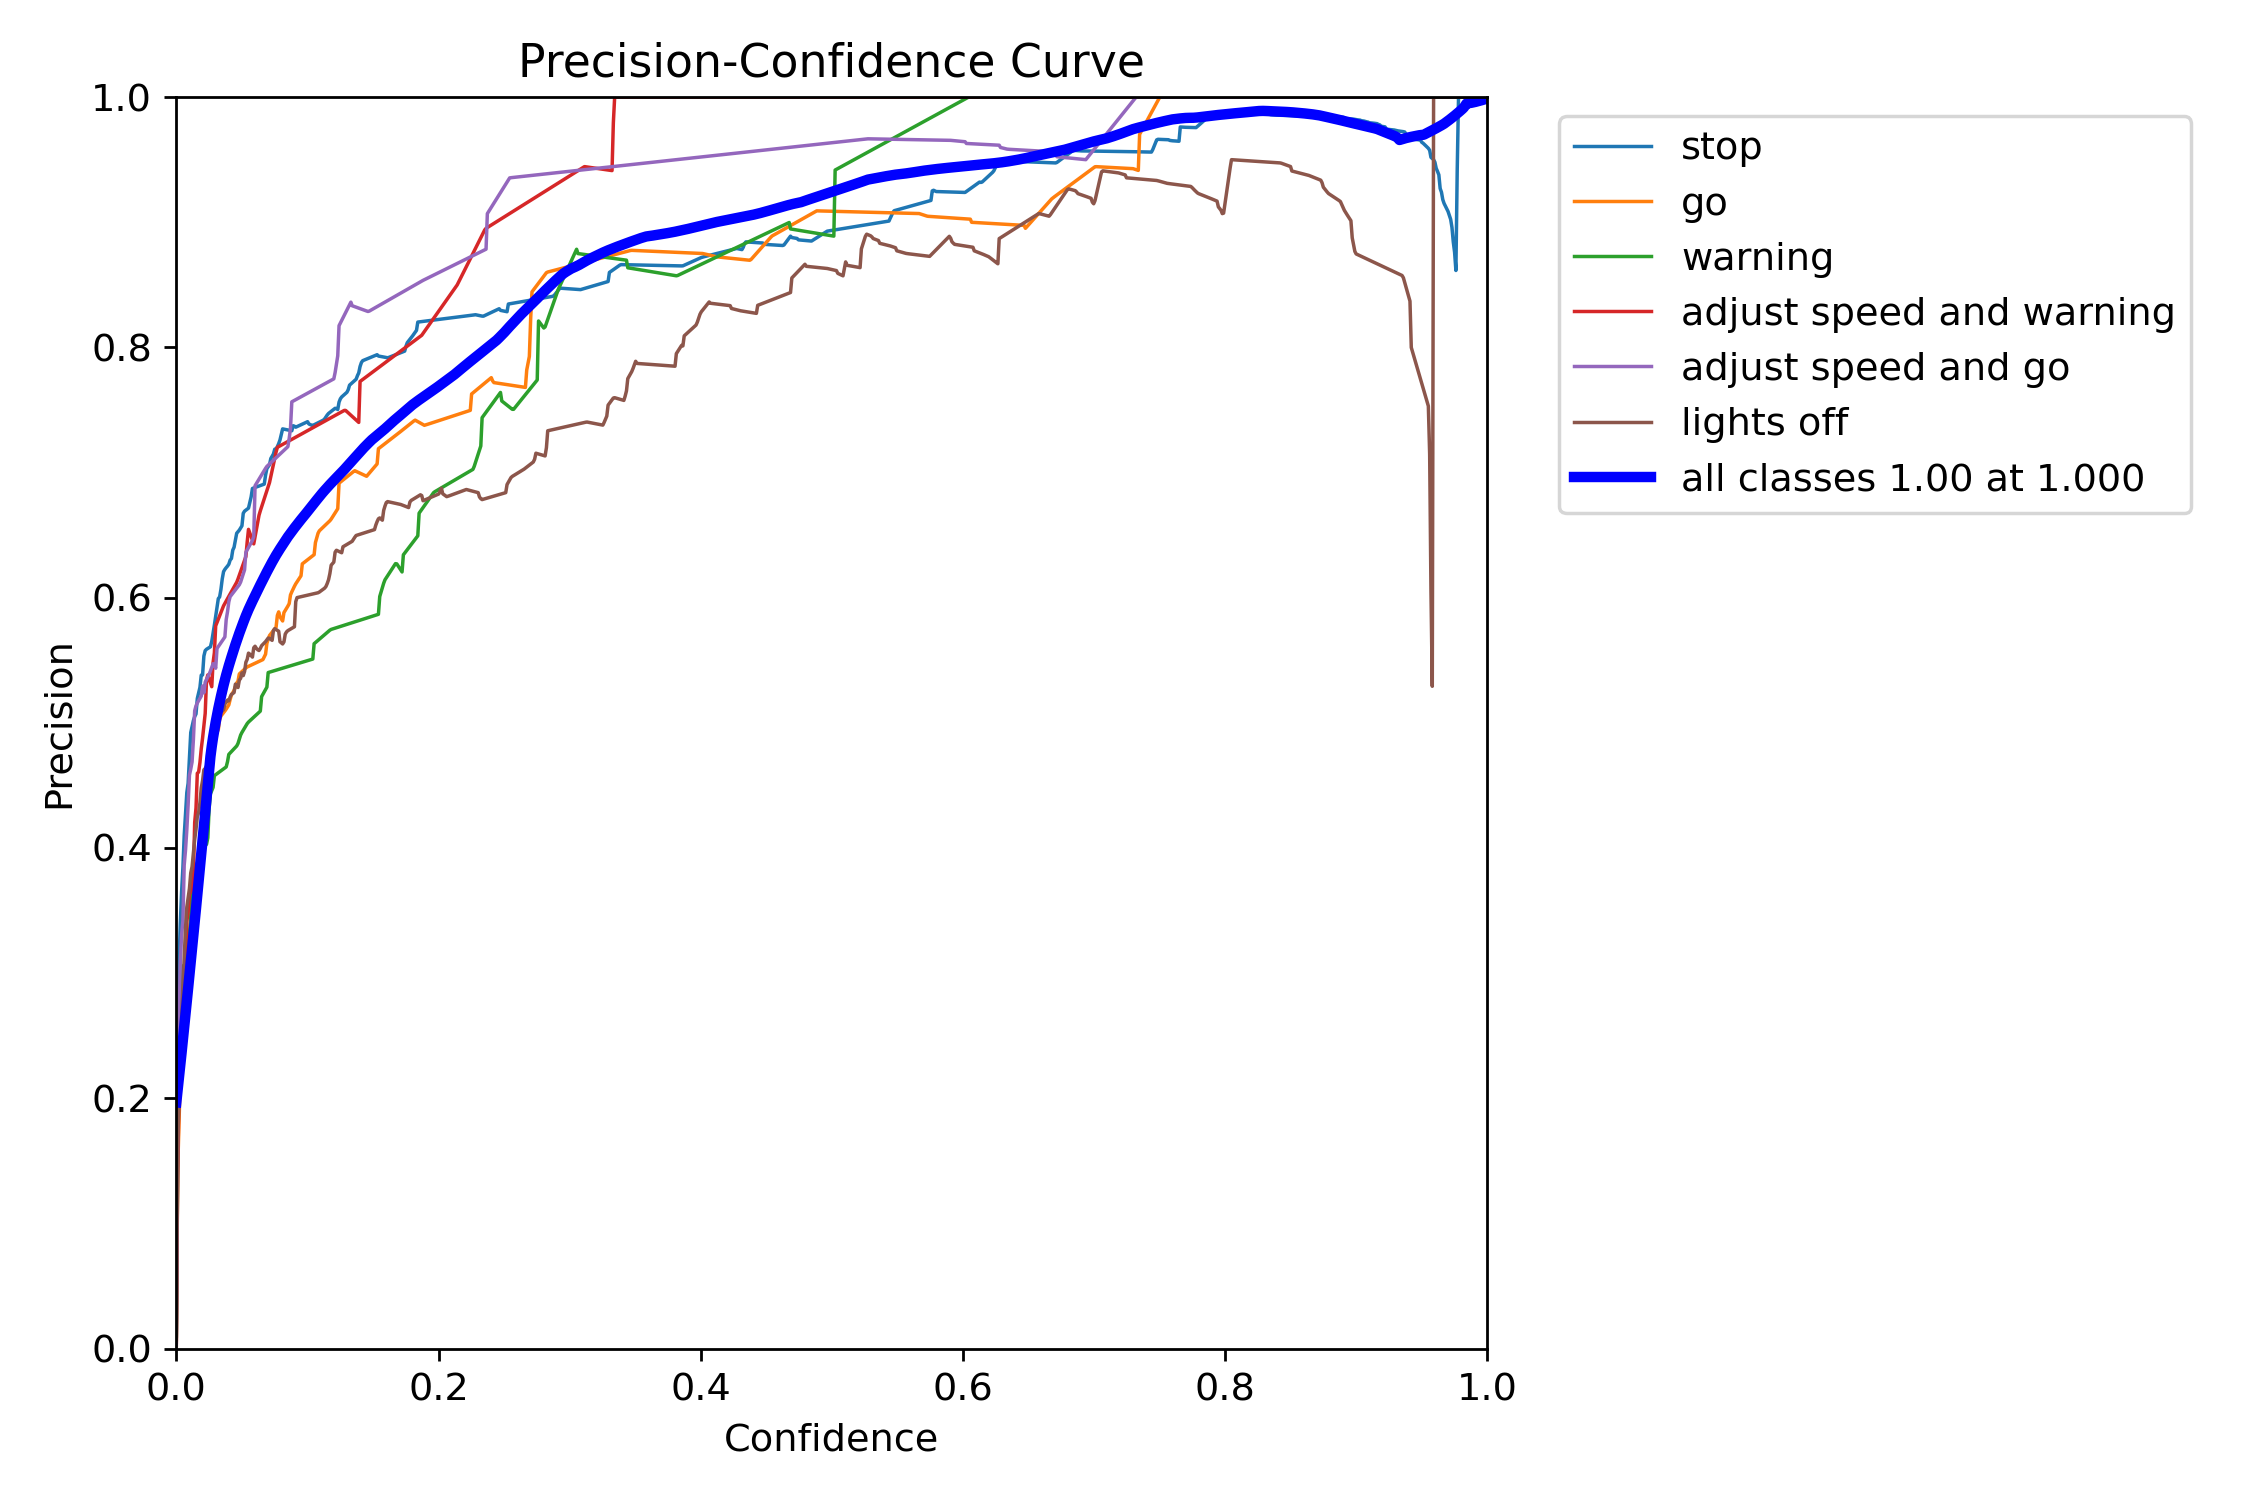 Precision-Confidence Curve
1.0
0.8
0.6
0.4
0.2
0.0
Precision
0.0 0.2 0.4 0.6 0.8 1.0
Confidence
stop
go
warning
adjust speed and warning
adjust speed and go
lights off
all classes 1.00 at 1.000